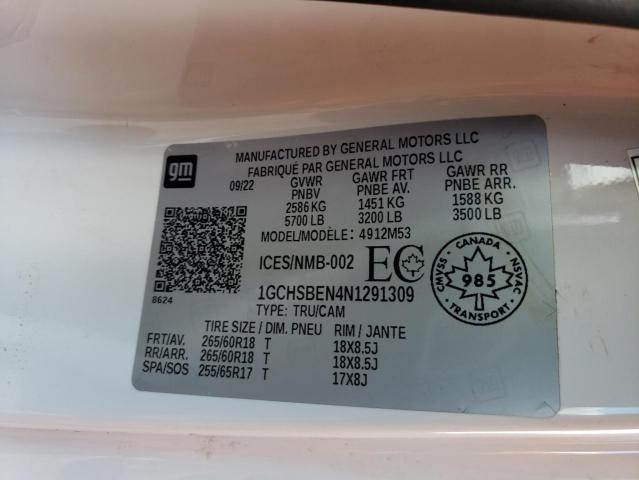 gm
MANUFACTURED BY GENERAL MOTORS LLC
FABRIQUÉ PAR GENERAL MOTORS LLC
09/22
GVWR GAWR FRT GAWR RR
PNBV PNBE AV. PNBE ARR.
2586 KG 1451 KG 1588 KG
5700 LB 3200 LB 3500 LB
MODEL/MODÈLE: 4912M53
ICES/NMB-002 EC
CANADA
CMVSS NSVAC
985
TRANSPORT
8624
1GCHSBEN4N1291309
TYPE: TRU/CAM
TIRE SIZE / DIM. PNEU RIM / JANTE
FRT/AV. 265/60R18 T 18X8.5J
RR/ARR. 265/60R18 T 18X8.5J
SPA/SOS 255/65R17 T 17X8J